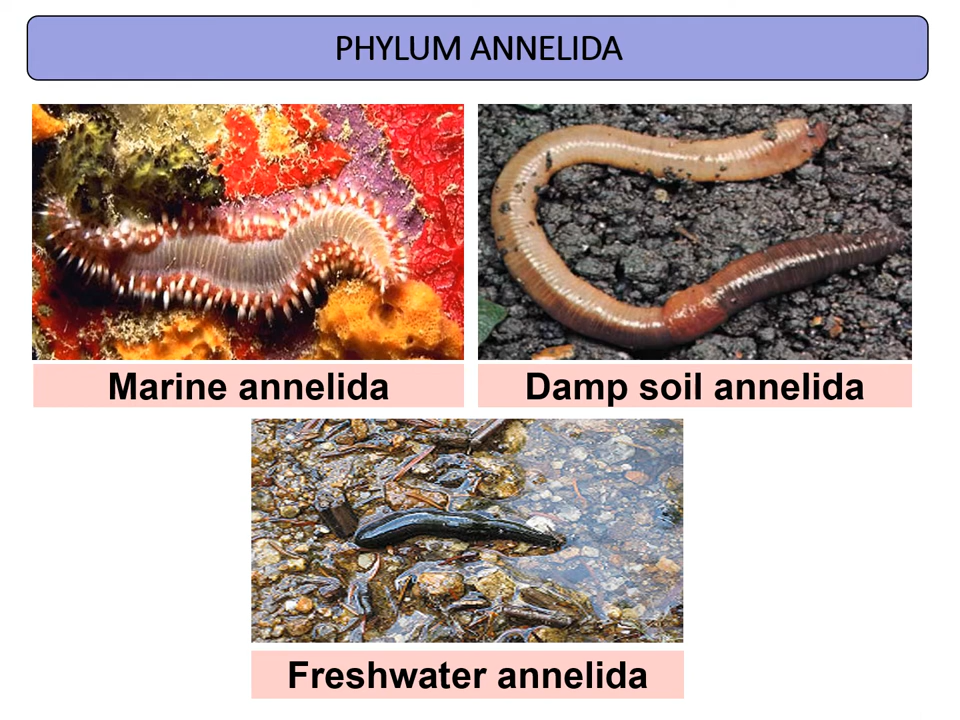 PHYLUM ANNELIDA
Marine annelida
Damp soil annelida
Freshwater annelida